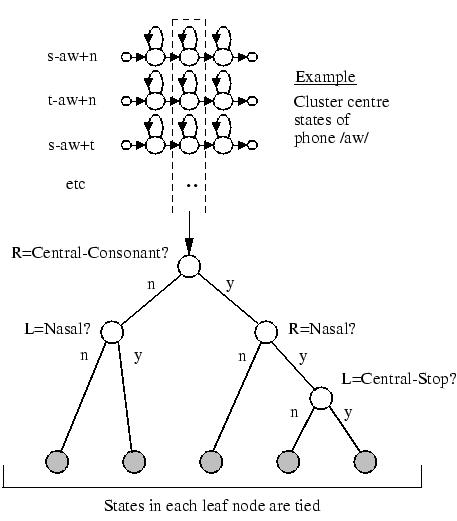 s-aw+n
t-aw+n
s-aw+t
etc
..
Example
Cluster centre
states of
phone /aw/
R=Central-Consonant?
n
y
L=Nasal?
R=Nasal?
n
y
n
y
L=Central-Stop?
n
y
States in each leaf node are tied